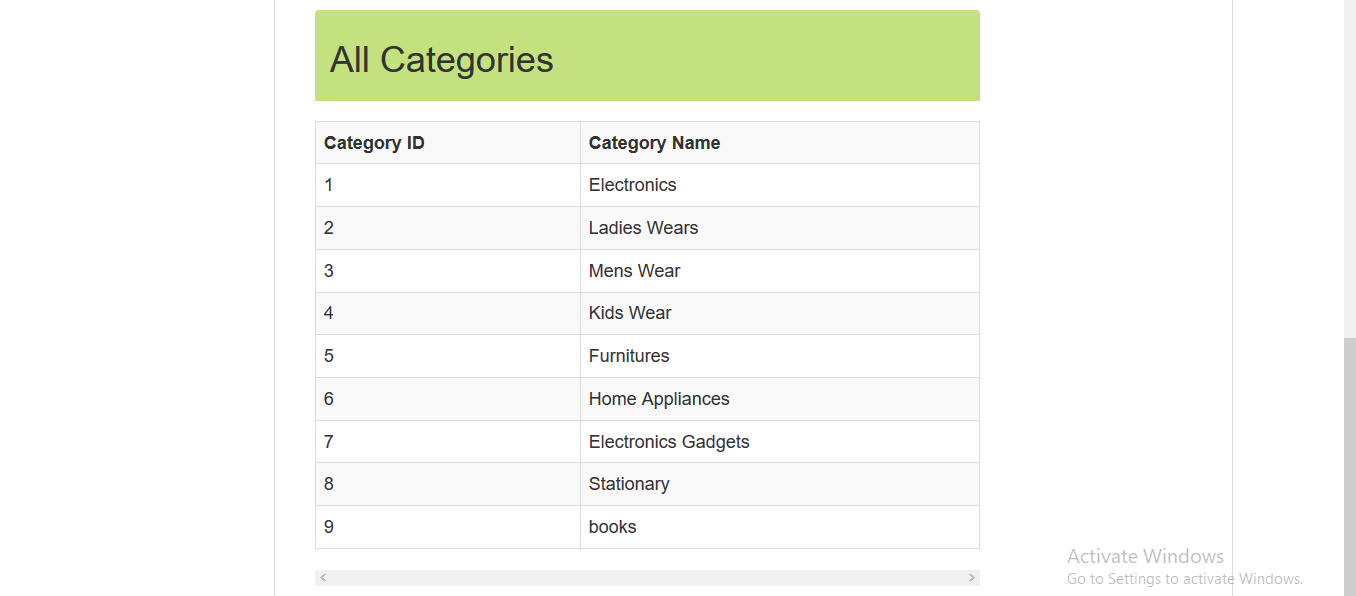 All Categories
Category ID Category Name
1 Electronics
2 Ladies Wears
3 Mens Wear
4 Kids Wear
5 Furnitures
6 Home Appliances
7 Electronics Gadgets
8 Stationary
9 books
Activate Windows
Go to Settings to activate Windows.